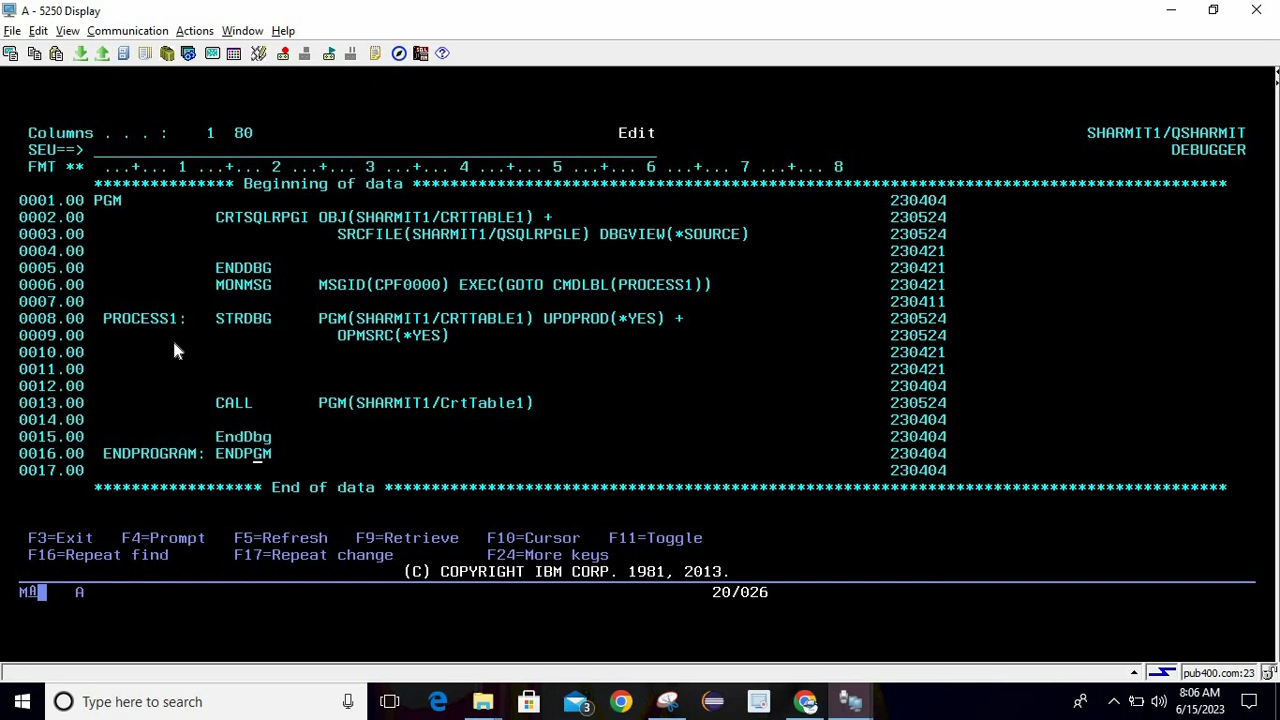 A - 5250 Display
File Edit View Communication Actions Window Help
Columns . . . :    1  80                                      Edit                                      SHARMIT1/QSHARMIT
SEU==>                                                                                                   DEBUGGER
FMT **  ...+... 1 ...+... 2 ...+... 3 ...+... 4 ...+... 5 ...+... 6 ...+... 7 ...+... 8
*************** Beginning of data *************************************************************************************
0001.00 PGM 230404
0002.00 CRTSQLRPGI OBJ(SHARMIT1/CRTTABLE1) + 230524
0003.00 SRCFILE(SHARMIT1/QSQLRPGLE) DBGVIEW(*SOURCE) 230524
0004.00 230421
0005.00 ENDDBG 230421
0006.00 MONMSG MSGID(CPF0000) EXEC(GOTO CMDLBL(PROCESS1)) 230421
0007.00 230411
0008.00 PROCESS1: STRDBG PGM(SHARMIT1/CRTTABLE1) UPDPROD(*YES) + 230524
0009.00 OPMSRC(*YES) 230524
0010.00 230421
0011.00 230421
0012.00 230404
0013.00 CALL PGM(SHARMIT1/CrtTable1) 230524
0014.00 230404
0015.00 EndDbg 230404
0016.00 ENDPROGRAM: ENDPGM 230404
0017.00 230404
****************** End of data ****************************************************************************************
F3=Exit F4=Prompt F5=Refresh F9=Retrieve F10=Cursor F11=Toggle
F16=Repeat find F17=Repeat change F24=More keys
(C) COPYRIGHT IBM CORP. 1981, 2013.
MA A 20/026
pub400.com:23
Type here to search
3
8:06 AM
6/15/2023